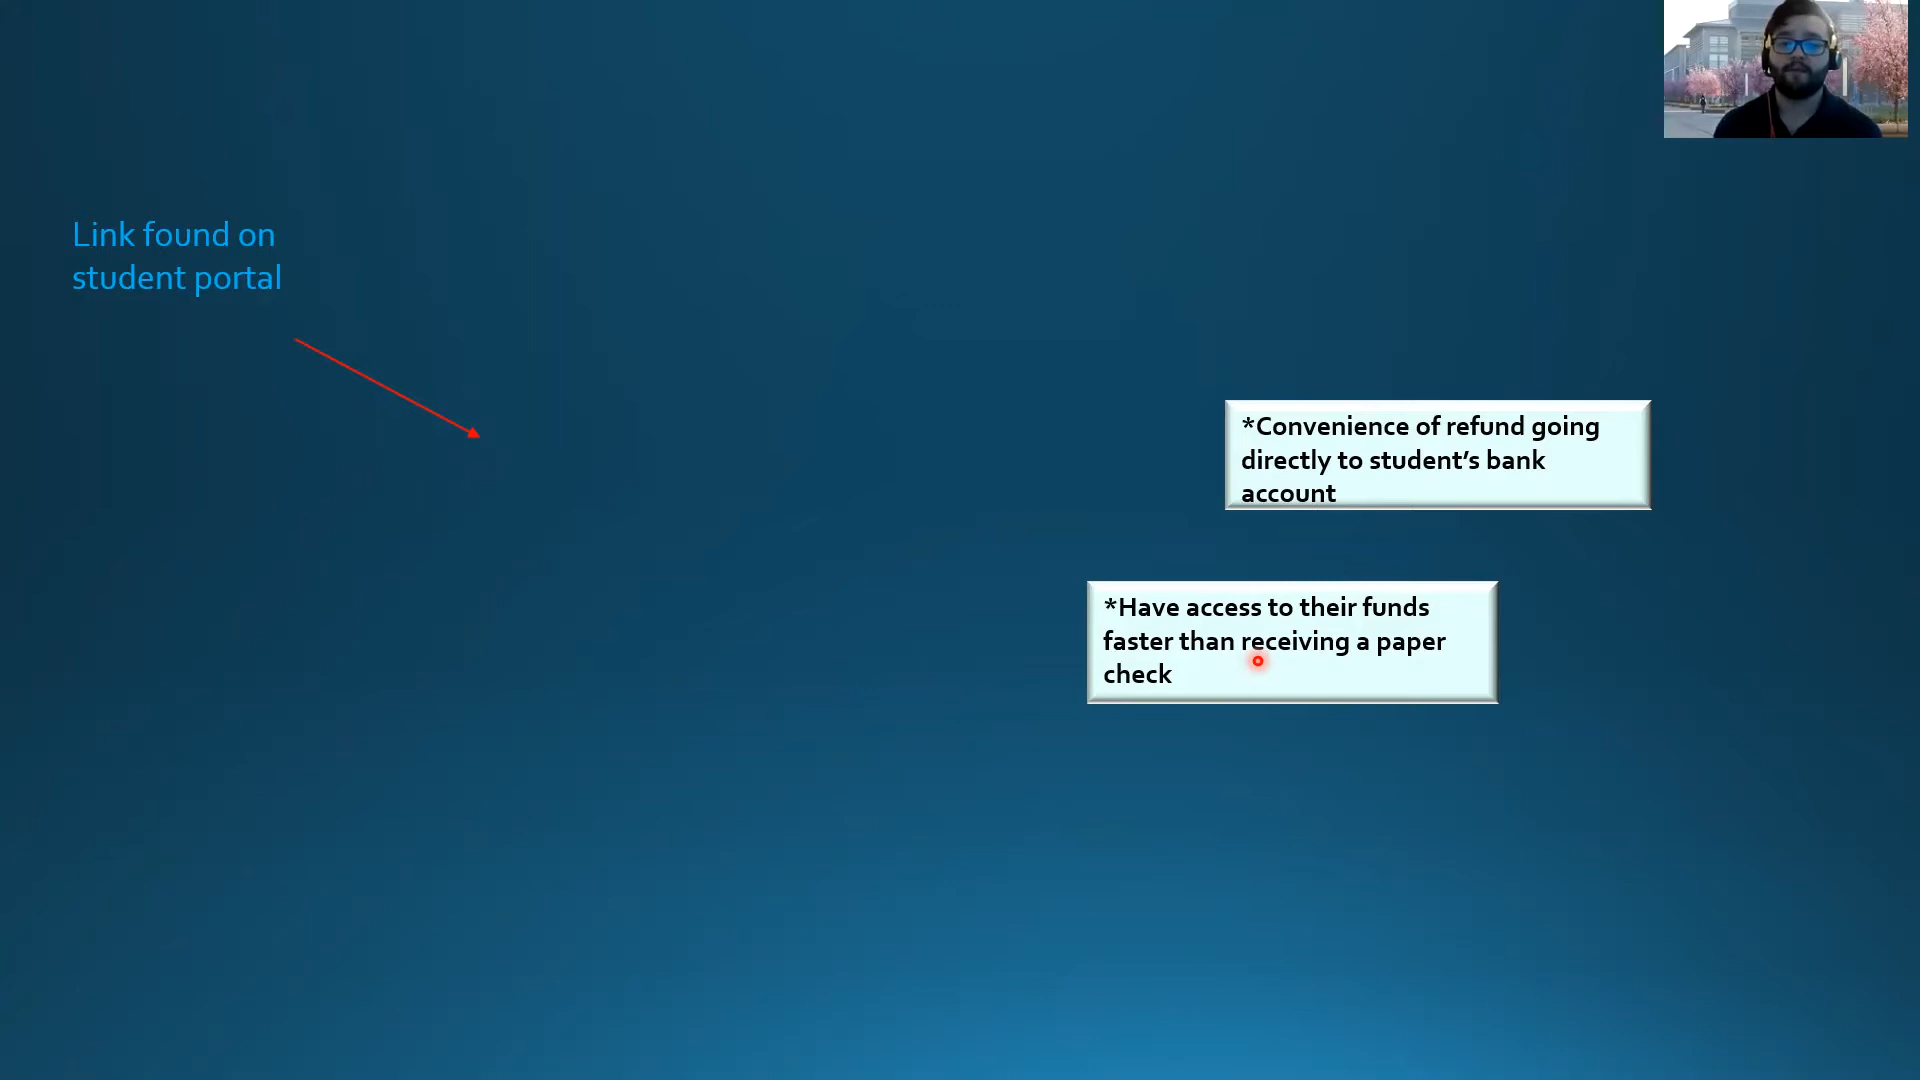 Link found on
student portal
*Convenience of refund going
directly to student’s bank
account
*Have access to their funds
faster than receiving a paper
check